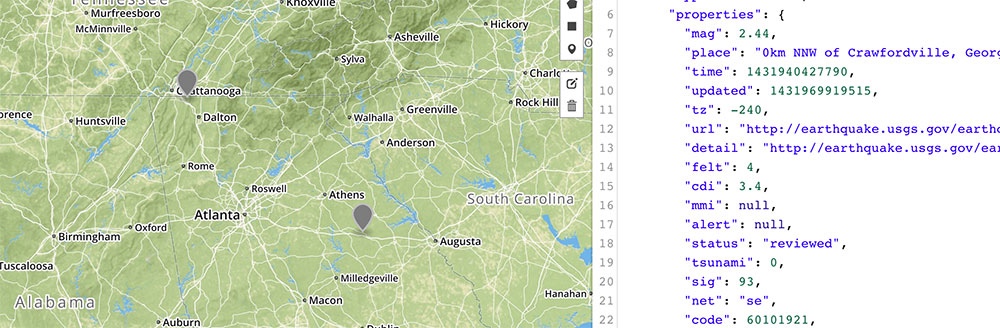 Tennessee
Knoxville
Murfreesboro
McMinnville
Hickory
Asheville
Sylva
Chattanooga
Charlo
Rock Hill
Huntsville
Dalton
Greenville
Walhalla
Anderson
Rome
Roswell
Athens
South Carolina
Atlanta
Oxford
Birmingham
Augusta
Tuscaloosa
Milledgeville
Hanahan
Alabama
Macon
Auburn
Dublin
6 "properties": {
7 "mag": 2.44,
8 "place": "0km NNW of Crawfordville, Georg
9 "time": 1431940427790,
10 "updated": 1431969919515,
11 "tz": -240,
12 "url": "http://earthquake.usgs.gov/earthq
13 "detail": "http://earthquake.usgs.gov/ear
14 "felt": 4,
15 "cdi": 3.4,
16 "mmi": null,
17 "alert": null,
18 "status": "reviewed",
19 "tsunami": 0,
20 "sig": 93,
21 "net": "se",
22 "code": 60101921,